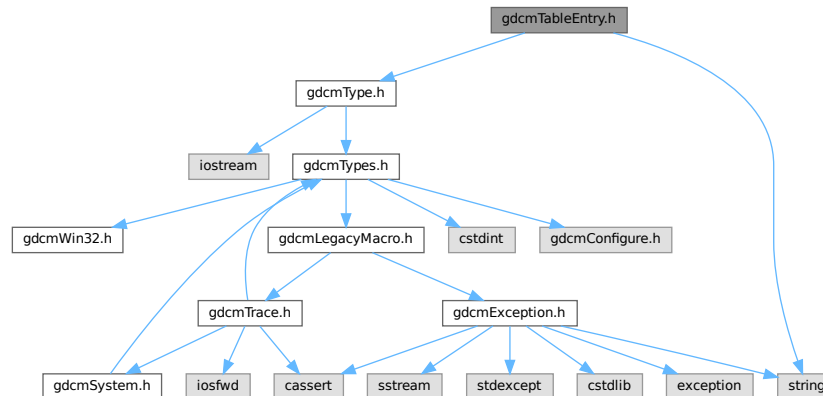 gdcmTableEntry.h
gdcmType.h
iostream
gdcmTypes.h
gdcmWin32.h
gdcmLegacyMacro.h
cstdint
gdcmConfigure.h
gdcmTrace.h
gdcmException.h
gdcmSystem.h
iosfwd
cassert
sstream
stdexcept
cstdlib
exception
string